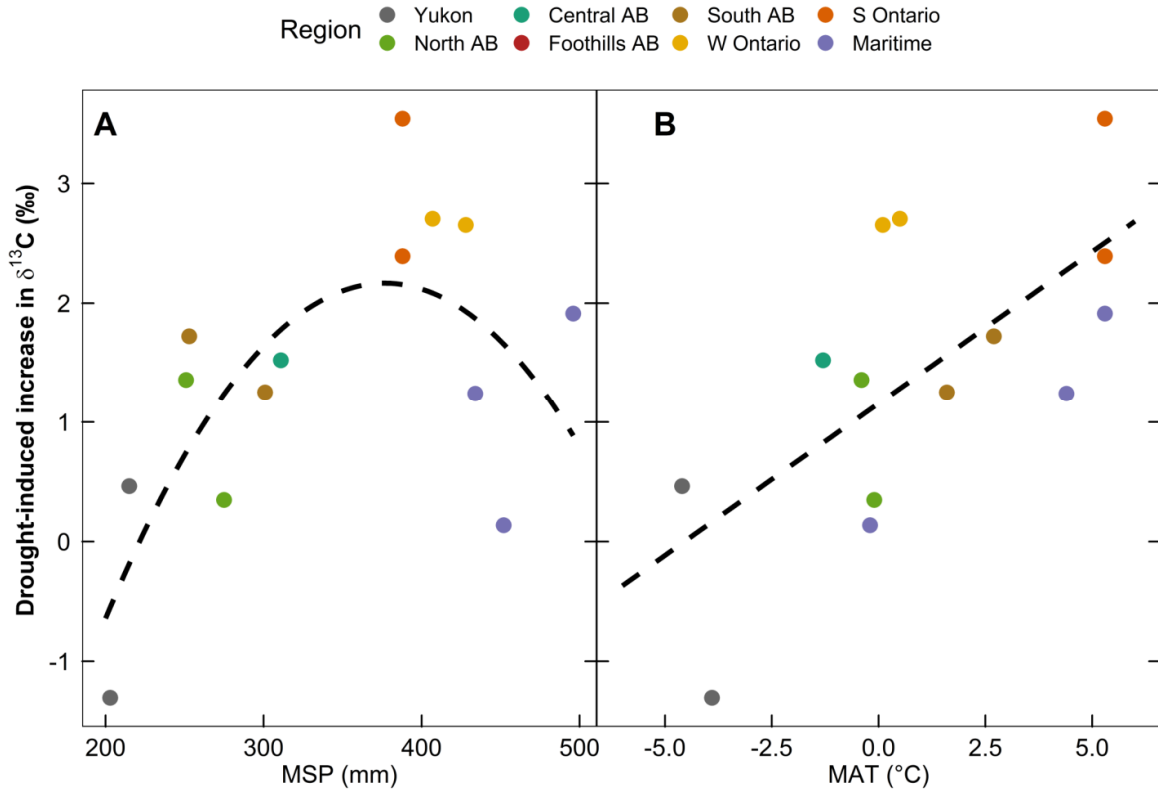 Region
Yukon Central AB South AB S Ontario
North AB Foothills AB W Ontario Maritime
A
B
Drought-induced increase in δ¹³C (‰)
3
2
1
0
-1
200 300 400 500
-5.0 -2.5 0.0 2.5 5.0
MSP (mm)
MAT (°C)